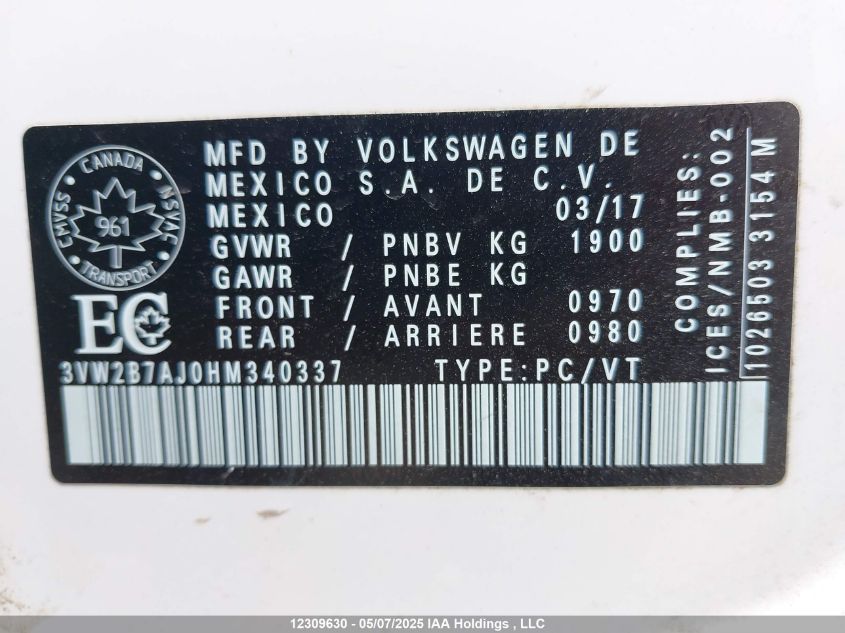 CANADA
CMVSS
NSVAC
961
TRANSPORT
EC
MFD BY VOLKSWAGEN DE
MEXICO S.A. DE C.V.
MEXICO 03/17
GVWR / PNBV KG 1900
GAWR / PNBE KG
FRONT / AVANT 0970
REAR / ARRIERE 0980
3VW2B7AJ0HM340337 TYPE:PC/VT
COMPLIES:
ICES/NMB-002
1026503 3154 M
12309630 - 05/07/2025 IAA Holdings , LLC